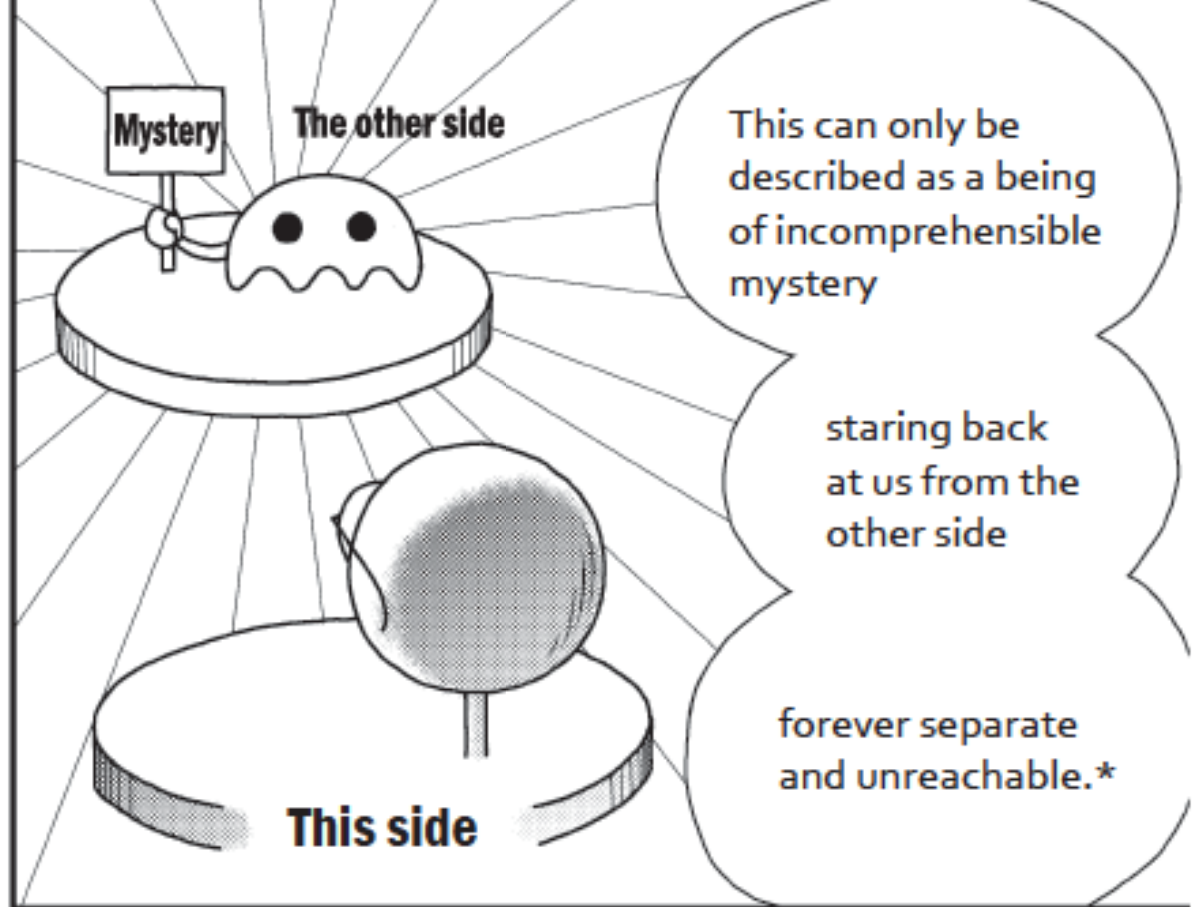 Mystery
The other side
This can only be
described as a being
of incomprehensible
mystery
staring back
at us from the
other side
forever separate
and unreachable.*
This side